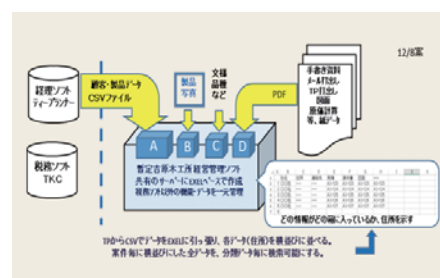 12/8案
経理ソフト
ティープランナー
税務ソフト
TKC
顧客・製品データ
CSVファイル
製品
写真
文様
品種
など
PDF
手書き資料
メール打出し
TP打出し
図面
原価計算
等、紙データ
A
B
C
D
暫定吉原木工所経営管理ソフト
共有のサーバーにEXELベースで作成
税務ソフト以外の機能・データを一元管理
どの情報がどの箱に入っているか、住所を示す
TPからCSVでデータをEXELに引っ張り、各データ(住所)を横並びに並べる。
案件毎に横並びにした全データを、分類データ毎に検索可能にする。